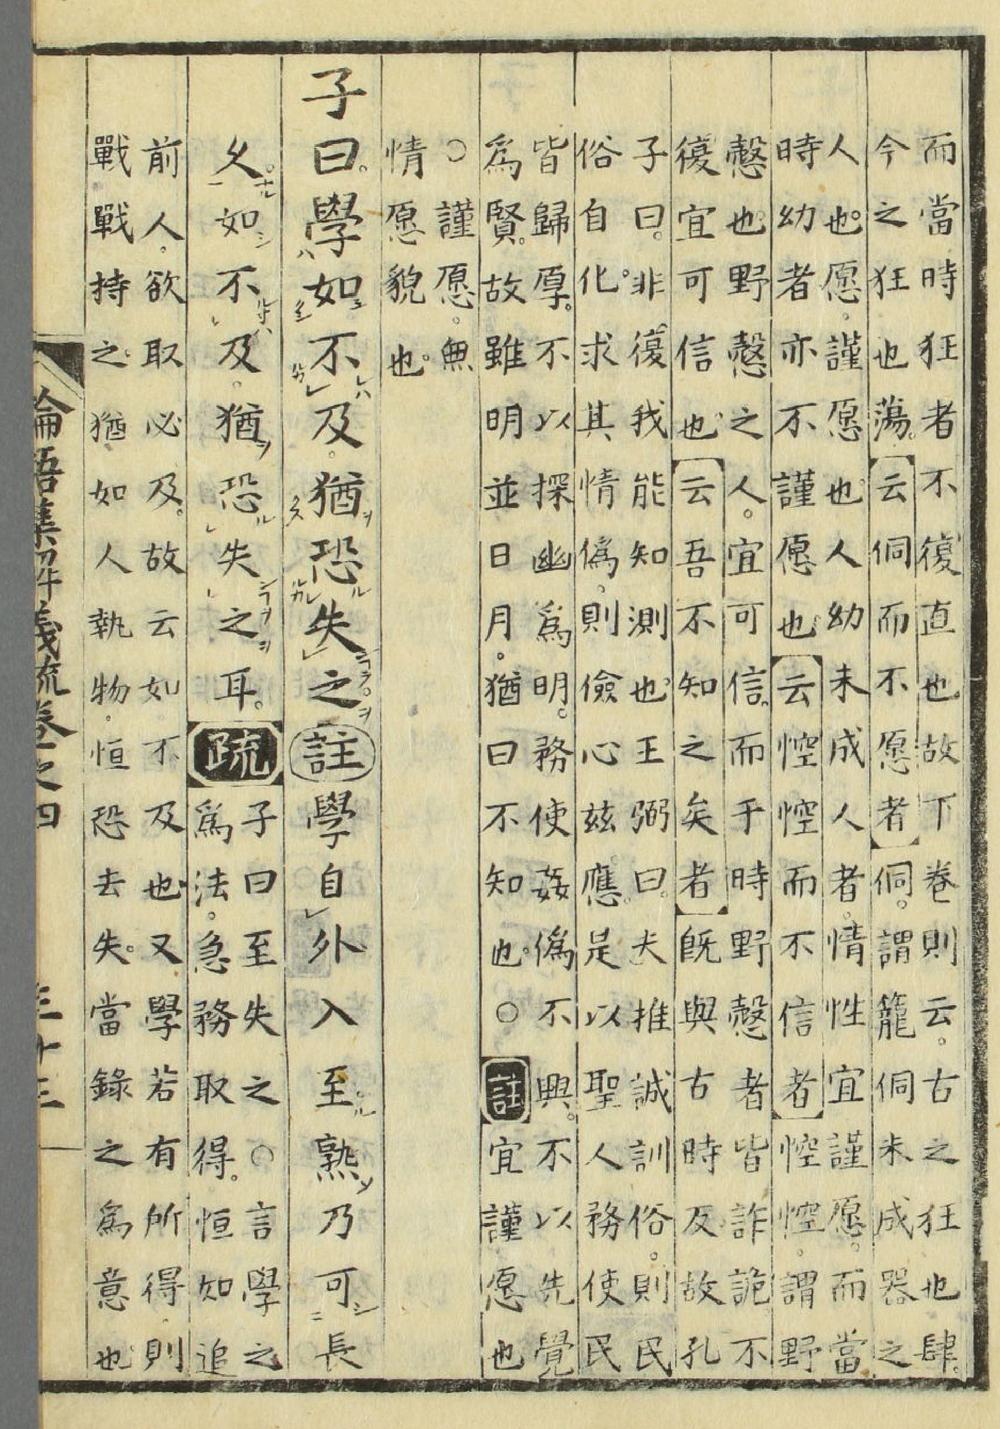 而當時狂者不復直也故下卷則云古之狂也肆
今之狂也蕩云侗而不愿者侗謂籠侗未成器之
人也愿謹愿也人幼未成人者情性宜謹愿而當
時幼者亦不謹愿也云悾悾而不信者悾悾謂野
慤也野慤之人宜可信而于時野慤者皆詐詭不
復宜可信也云吾不知之矣者既與古時反故孔
子曰非復我能知測也王弼曰夫推誠訓俗則民
俗自化求其情偽則儉心茲應是以聖人務使民
皆歸厚不以探幽為明務使姦偽不興不以先覺
為賢故雖明並日月猶曰不知也○註宜謹愿也
○謹愿無
情愿貌也
子曰學如不及猶恐失之註學自外入至熟乃可長
久如不及猶恐失之耳疏子曰至失之○言學之
為法急務取得恒如追
前人欲取必及故云如不及也又學若有所得則
戰戰持之猶如人執物恒恐去失當錄之為意也
論語集解義疏卷之四 三十三